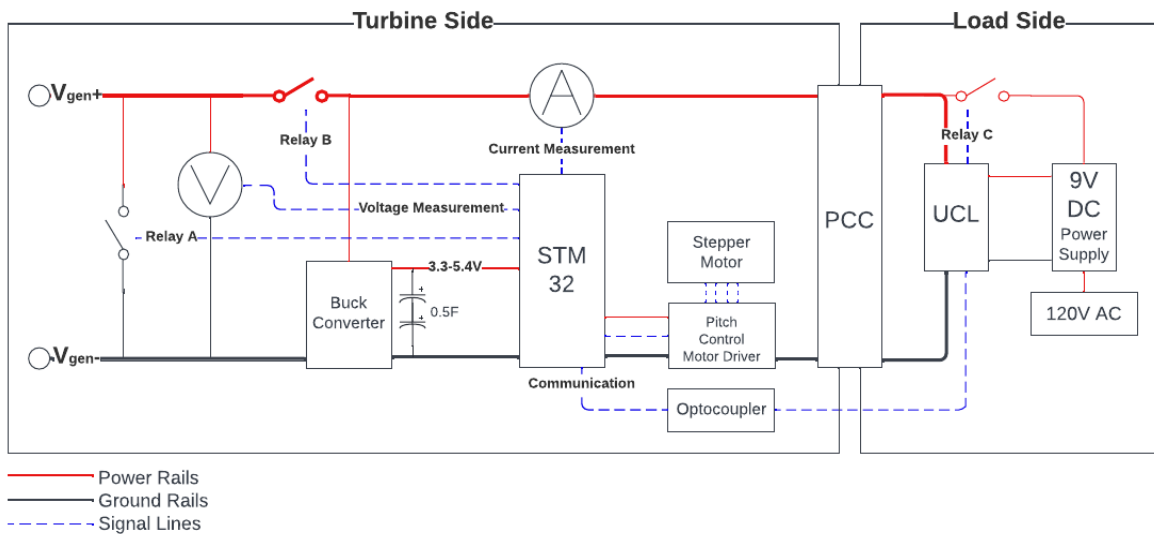 Turbine Side
Load Side
Vgen+
A
Relay B
Current Measurement
Relay C
V
Voltage Measurement
Relay A
STM
32
3.3-5.4V
Buck
Converter
0.5F
Stepper
Motor
Pitch
Control
Motor Driver
PCC
UCL
9V
DC
Power
Supply
120V AC
Vgen-
Communication
Optocoupler
Power Rails
Ground Rails
Signal Lines